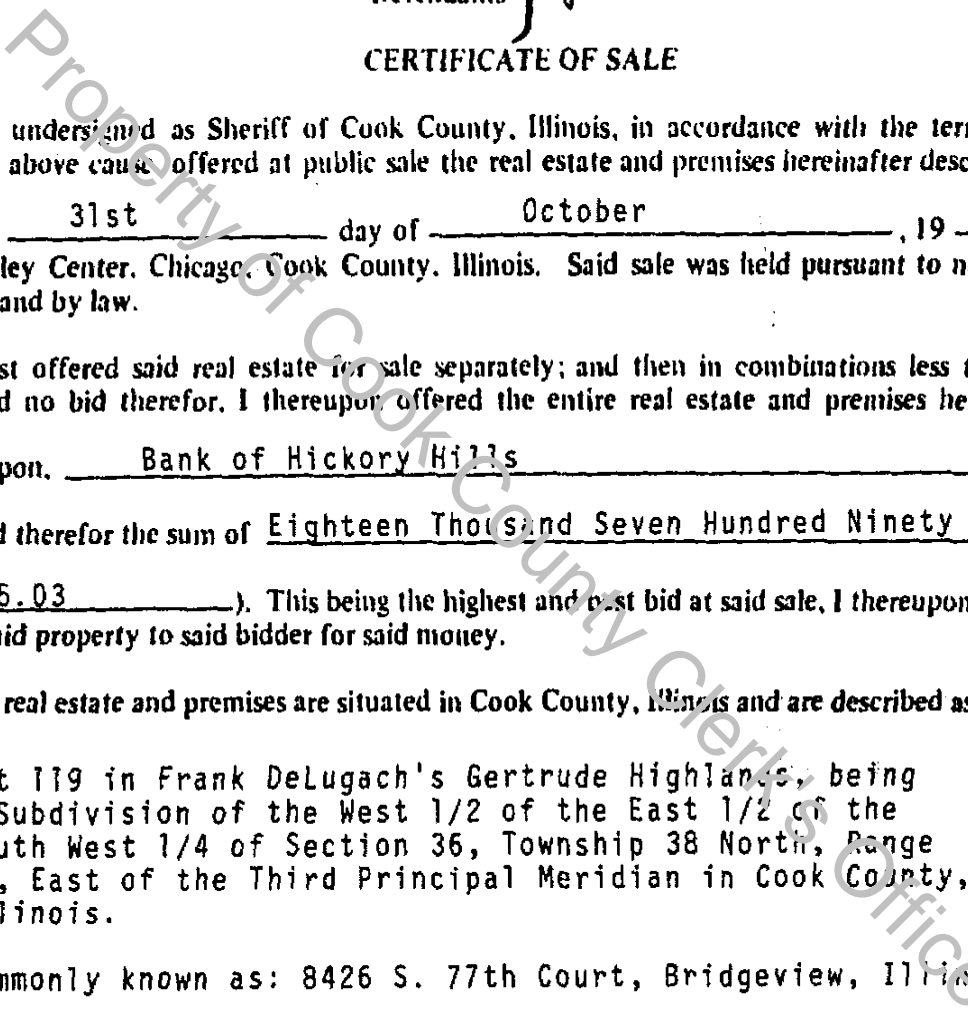 CERTIFICATE OF SALE
undersigned as Sheriff of Cook County, Illinois, in accordance with the ter
above cause offered at public sale the real estate and premises hereinafter desc
31st day of October , 19
ley Center, Chicago, Cook County, Illinois. Said sale was held pursuant to n
and by law.
st offered said real estate for sale separately; and then in combinations less
d no bid therefor, I thereupon offered the entire real estate and premises he
pon, Bank of Hickory Hills
d therefor the sum of Eighteen Thousand Seven Hundred Ninety
5.03 ). This being the highest and best bid at said sale, I thereupon
id property to said bidder for said money.
real estate and premises are situated in Cook County, Illinois and are described as
t 119 in Frank DeLugach's Gertrude Highlands, being
Subdivision of the West 1/2 of the East 1/2 of the
uth West 1/4 of Section 36, Township 38 North, Range
, East of the Third Principal Meridian in Cook County,
linois.
mmonly known as: 8426 S. 77th Court, Bridgeview, Illin
Property of Cook County Clerk's Office